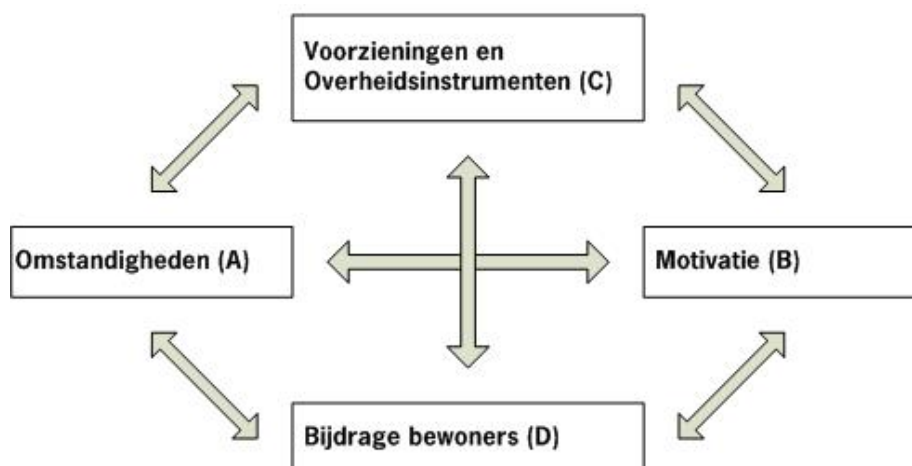 Voorzieningen en
Overheidsinstrumenten (C)
Omstandigheden (A)
Motivatie (B)
Bijdrage bewoners (D)